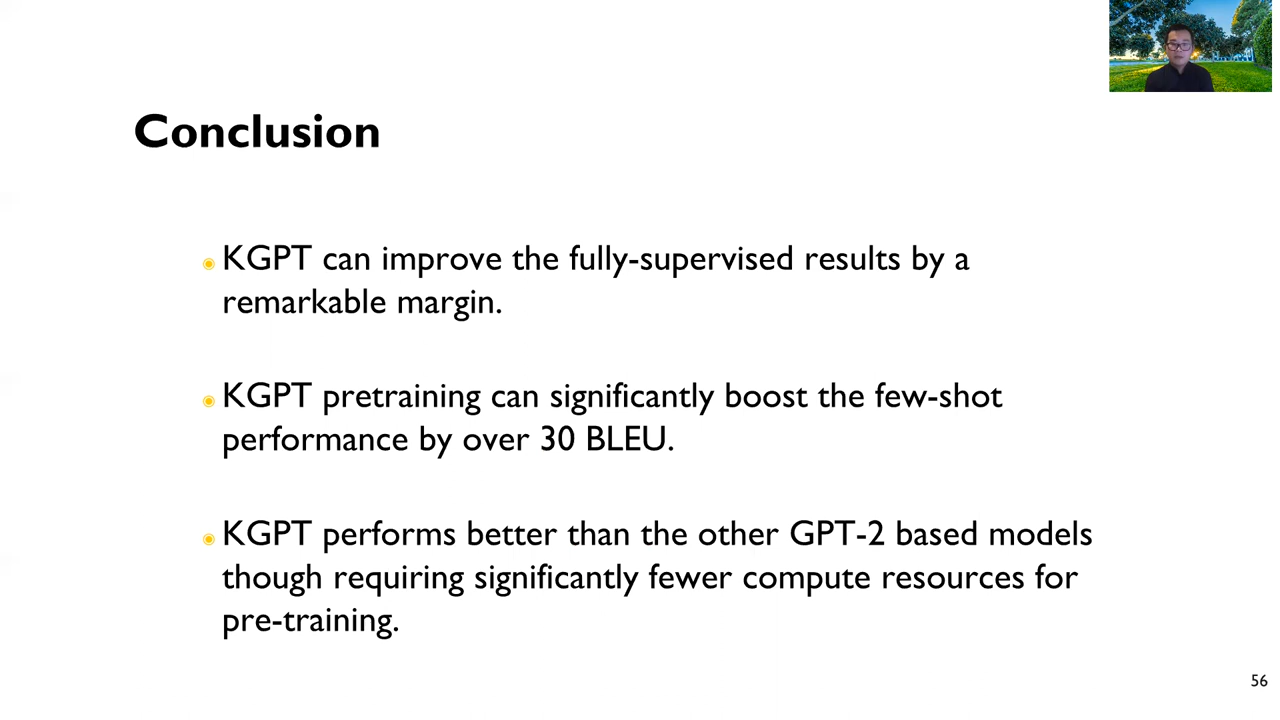 Conclusion
KGPT can improve the fully-supervised results by a
remarkable margin.
KGPT pretraining can significantly boost the few-shot
performance by over 30 BLEU.
KGPT performs better than the other GPT-2 based models
though requiring significantly fewer compute resources for
pre-training.
56